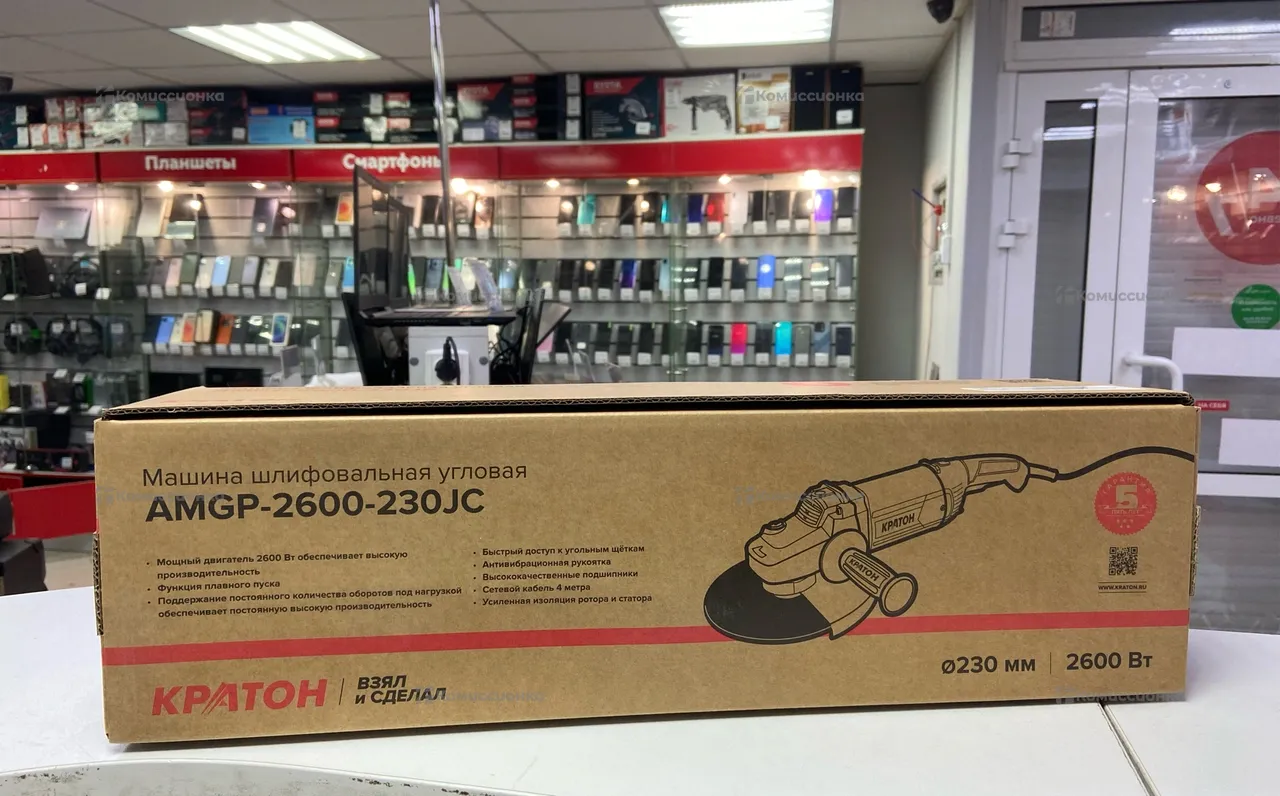 Комиссионка
Комиссионка
Планшеты
Смартфоны
Машина шлифовальная угловая
AMGP-2600-230JC
• Мощный двигатель 2600 Вт обеспечивает высокую
производительность
• Функция плавного пуска
• Поддержание постоянного количества оборотов под нагрузкой
обеспечивает постоянную высокую производительность
• Быстрый доступ к угольным щёткам
• Антивибрационная рукоятка
• Высококачественные подшипники
• Сетевой кабель 4 метра
• Усиленная изоляция ротора и статора
КРАТОН
КРАТОН
ГАРАНТИЯ
5
WWW.KRATON.RU
КРАТОН
ВЗЯЛ
И СДЕЛАЛ
Комиссионка
ø230 мм | 2600 Вт